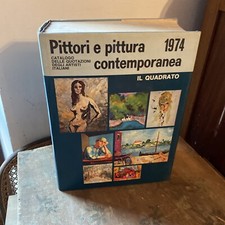 Pittori e pittura 1974
CATALOGO
DELLE QUOTAZIONI
DEGLI ARTISTI
ITALIANI
contemporanea
IL QUADRATO